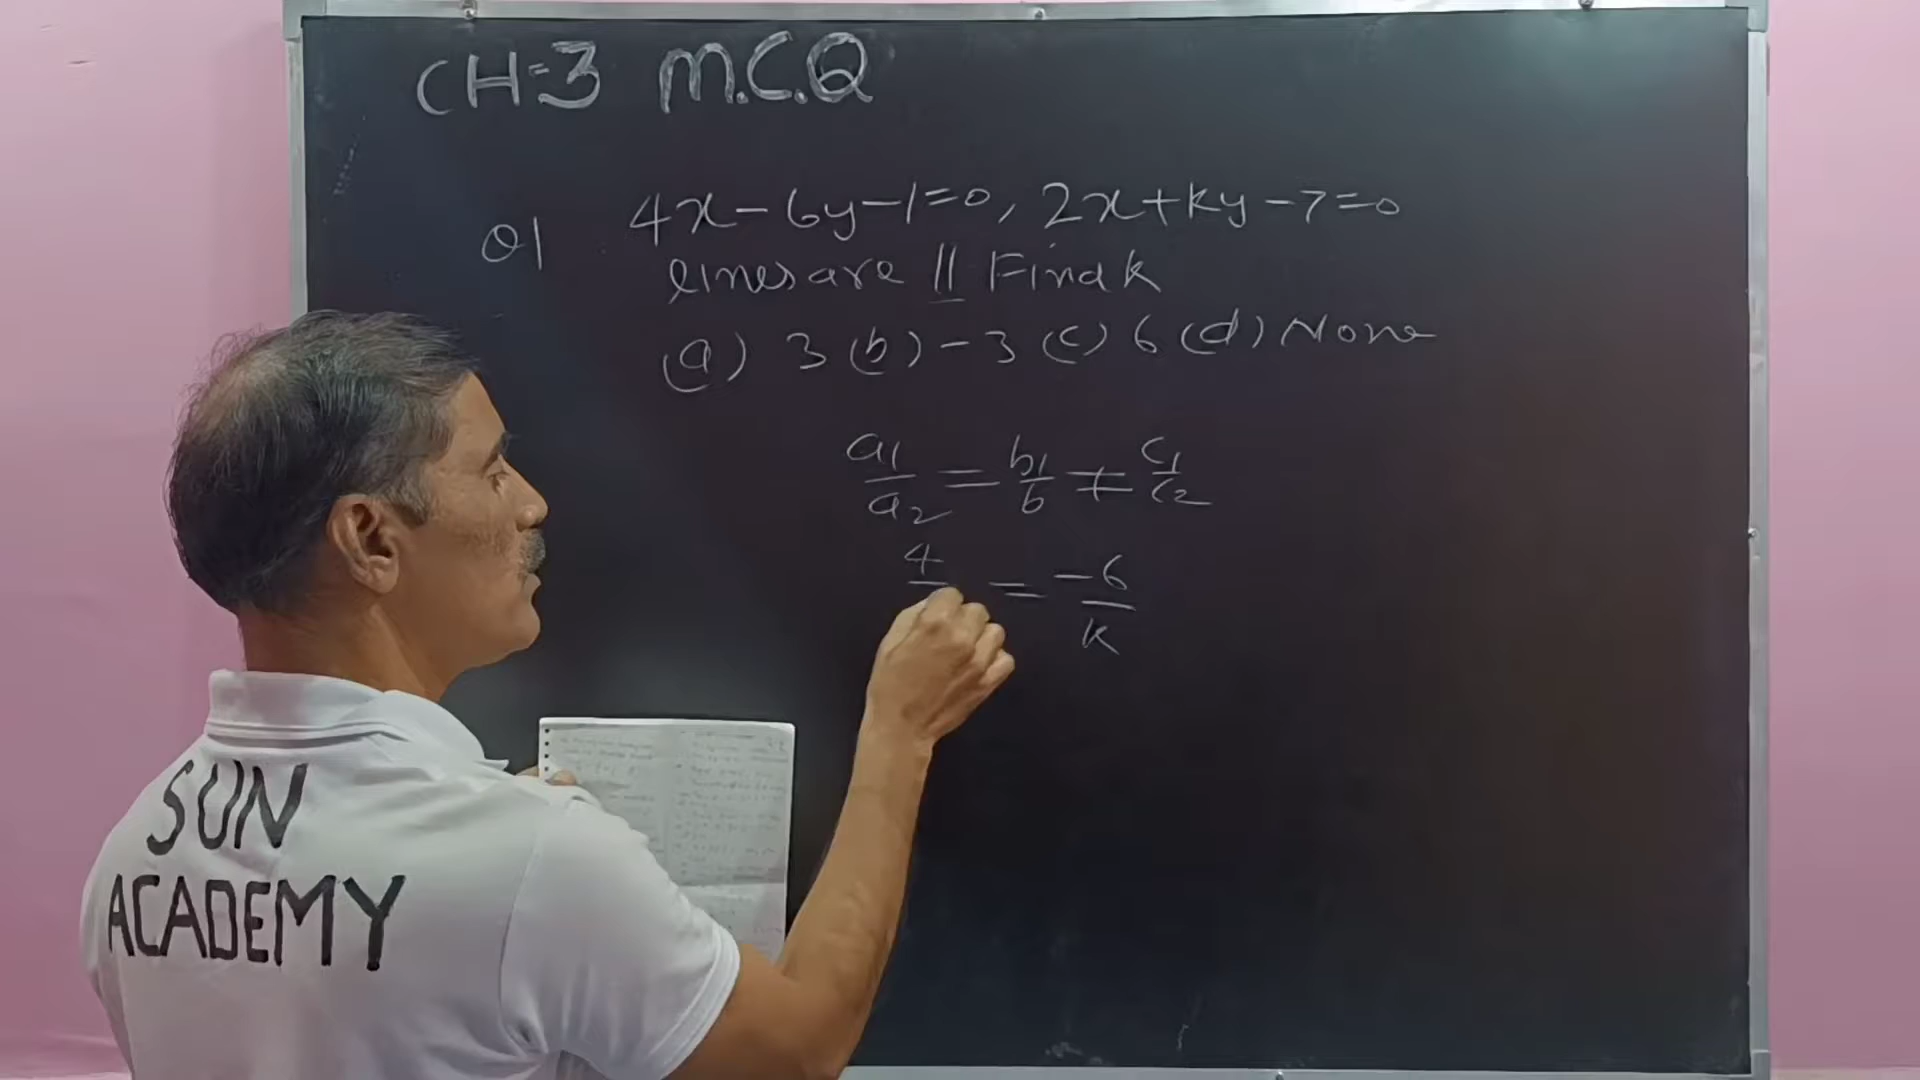 CH=3 M.C.Q
Q1 4x-6y-1=0, 2x+ky-7=0
lines are || Find k
(a) 3 (b) -3 (c) 6 (d) None
a1/a2 = b1/b ≠ c1/c2
4/ = -6/k
SUN
ACADEMY